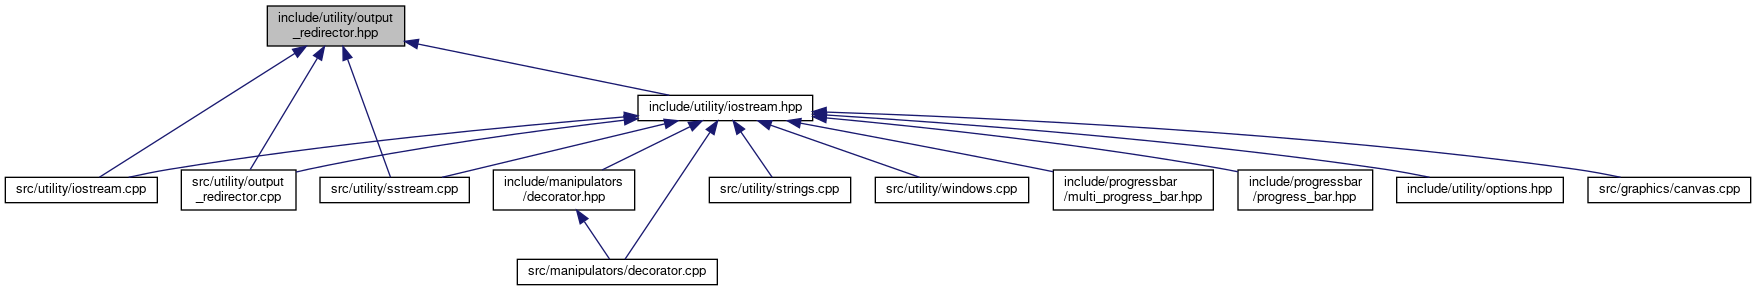 include/utility/output
_redirector.hpp
include/utility/iostream.hpp
src/utility/iostream.cpp
src/utility/output
_redirector.cpp
src/utility/sstream.cpp
include/manipulators
/decorator.hpp
src/utility/strings.cpp
src/utility/windows.cpp
include/progressbar
/multi_progress_bar.hpp
include/progressbar
/progress_bar.hpp
include/utility/options.hpp
src/graphics/canvas.cpp
src/manipulators/decorator.cpp